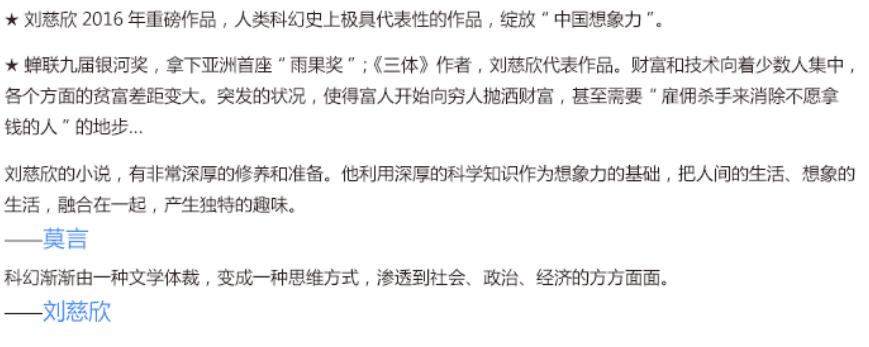 ★ 刘慈欣 2016 年重磅作品，人类科幻史上极具代表性的作品，绽放“中国想象力”。
★ 蝉联九届银河奖，拿下亚洲首座“雨果奖”；《三体》作者，刘慈欣代表作品。财富和技术向着少数人集中，
各个方面的贫富差距变大。突发的状况，使得富人开始向穷人抛洒财富，甚至需要“雇佣杀手来消除不愿拿
钱的人”的地步...
刘慈欣的小说，有非常深厚的修养和准备。他利用深厚的科学知识作为想象力的基础，把人间的生活、想象的
生活，融合在一起，产生独特的趣味。
——莫言
科幻渐渐由一种文学体裁，变成一种思维方式，渗透到社会、政治、经济的方方面面。
——刘慈欣